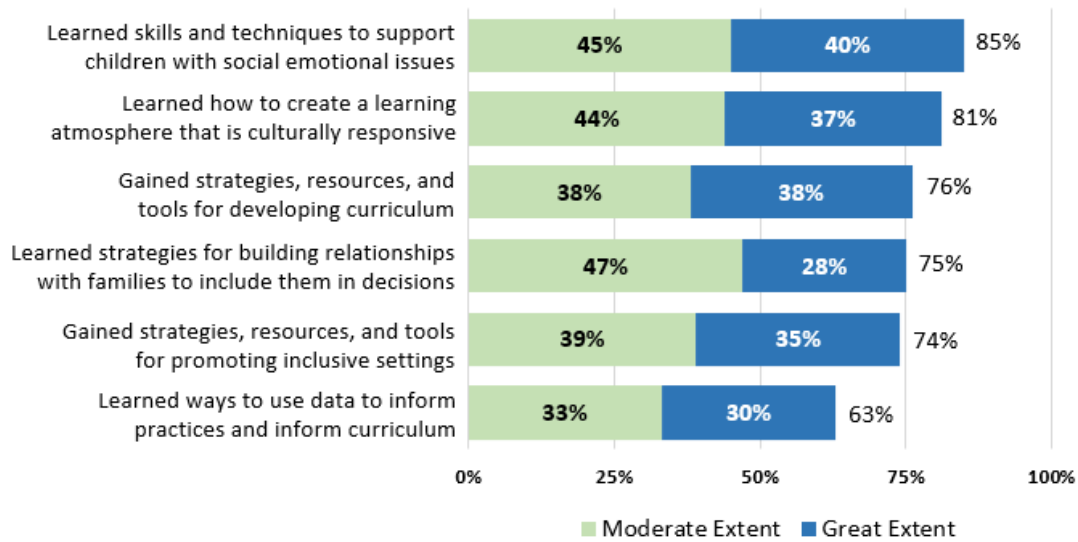 Learned skills and techniques to support
children with social emotional issues
45% 40% 85%
Learned how to create a learning
atmosphere that is culturally responsive
44% 37% 81%
Gained strategies, resources, and
tools for developing curriculum
38% 38% 76%
Learned strategies for building relationships
with families to include them in decisions
47% 28% 75%
Gained strategies, resources, and tools
for promoting inclusive settings
39% 35% 74%
Learned ways to use data to inform
practices and inform curriculum
33% 30% 63%
0% 25% 50% 75% 100%
Moderate Extent Great Extent